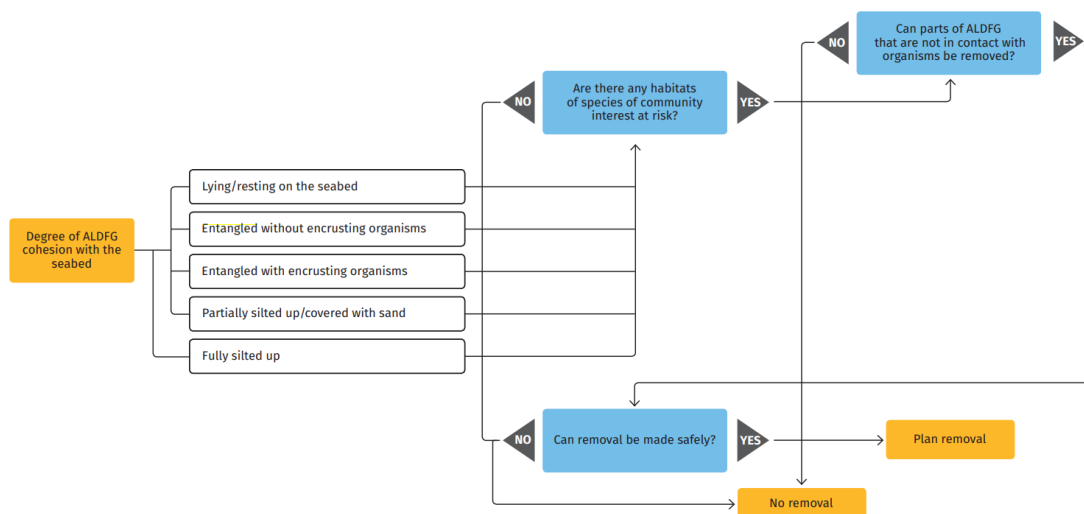 Can parts of ALDFG
that are not in contact with
organisms be removed?
NO
YES
Are there any habitats
of species of community
interest at risk?
NO
YES
Lying/resting on the seabed
Entangled without encrusting organisms
Degree of ALDFG
cohesion with the
seabed
Entangled with encrusting organisms
Partially silted up/covered with sand
Fully silted up
NO
Can removal be made safely?
YES
Plan removal
No removal